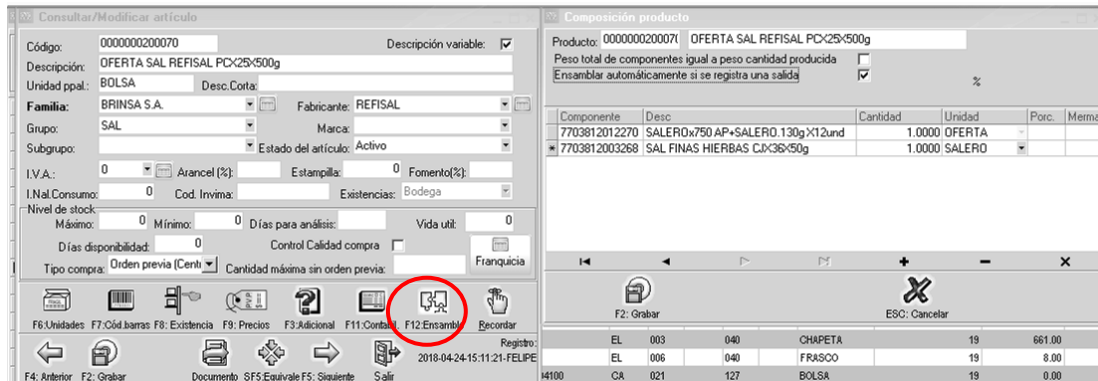 Consultar/Modificar artículo
Código: 0000000200070 Descripción variable:
Descripción: OFERTA SAL REFISAL PCX25X500g
Unidad ppal.: BOLSA Desc.Corta:
Familia: BRINSA S.A. Fabricante: REFISAL
Grupo: SAL Marca:
Subgrupo: Estado del artículo: Activo
I.V.A.: 0 Arancel (%): Estampilla: 0 Fomento(%):
I.Nal.Consumo: 0 Cod. Invima: Existencias: Bodega
Nivel de stock
Máximo: 0 Mínimo: 0 Días para análisis: Vida util: 0
Días disponibilidad: 0 Control Calidad compra
Tipo compra: Orden previa (Centr Cantidad máxima sin orden previa: Franquicia
F6:Unidades F7:Cód.barras F8: Existencia F9: Precios F3:Adicional F11:Contabil. F12:Ensambl Recordar
Registro:
2018-04-24-15:11:21-FELIPE
F4: Anterior F2: Grabar Documento SF5:Equivale F5: Siguiente Salir
Composición producto
Producto: 0000000200070 OFERTA SAL REFISAL PCX25X500g
Peso total de componentes igual a peso cantidad producida
Ensamblar automáticamente si se registra una salida %
Componente Desc Cantidad Unidad Porc. Merma
7703812012270 SALEROx750 AP+SALERO.130g X12und 1.0000 OFERTA
7703812003268 SAL FINAS HIERBAS CJX36X50g 1.0000 SALERO
F2: Grabar ESC: Cancelar
EL 003 040 CHAPETA 19 661.00
EL 006 040 FRASCO 19 8.00
04100 CA 021 127 BOLSA 19 0.00